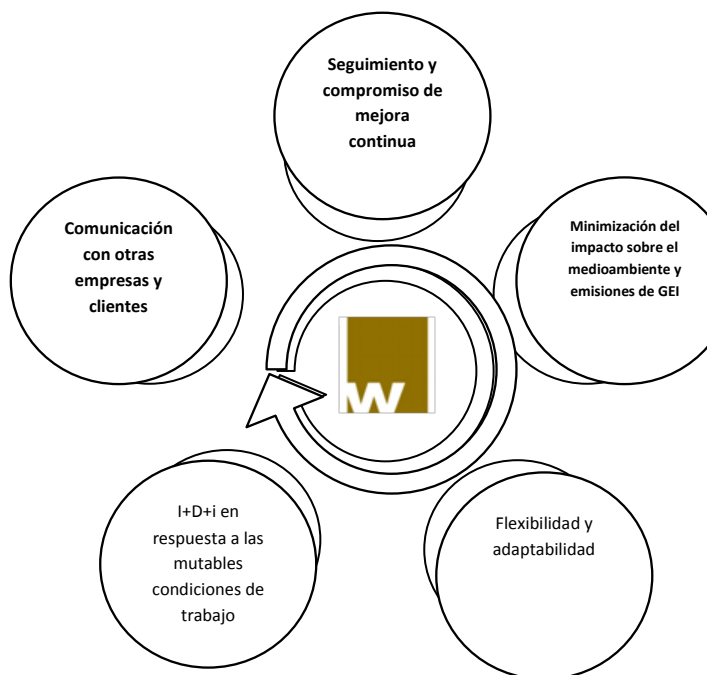 Seguimiento y
compromiso de
mejora
continua
Comunicación
con otras
empresas y
clientes
Minimización del
impacto sobre el
medioambiente y
emisiones de GEI
w
I+D+i en
respuesta a las
mutables
condiciones de
trabajo
Flexibilidad y
adaptabilidad